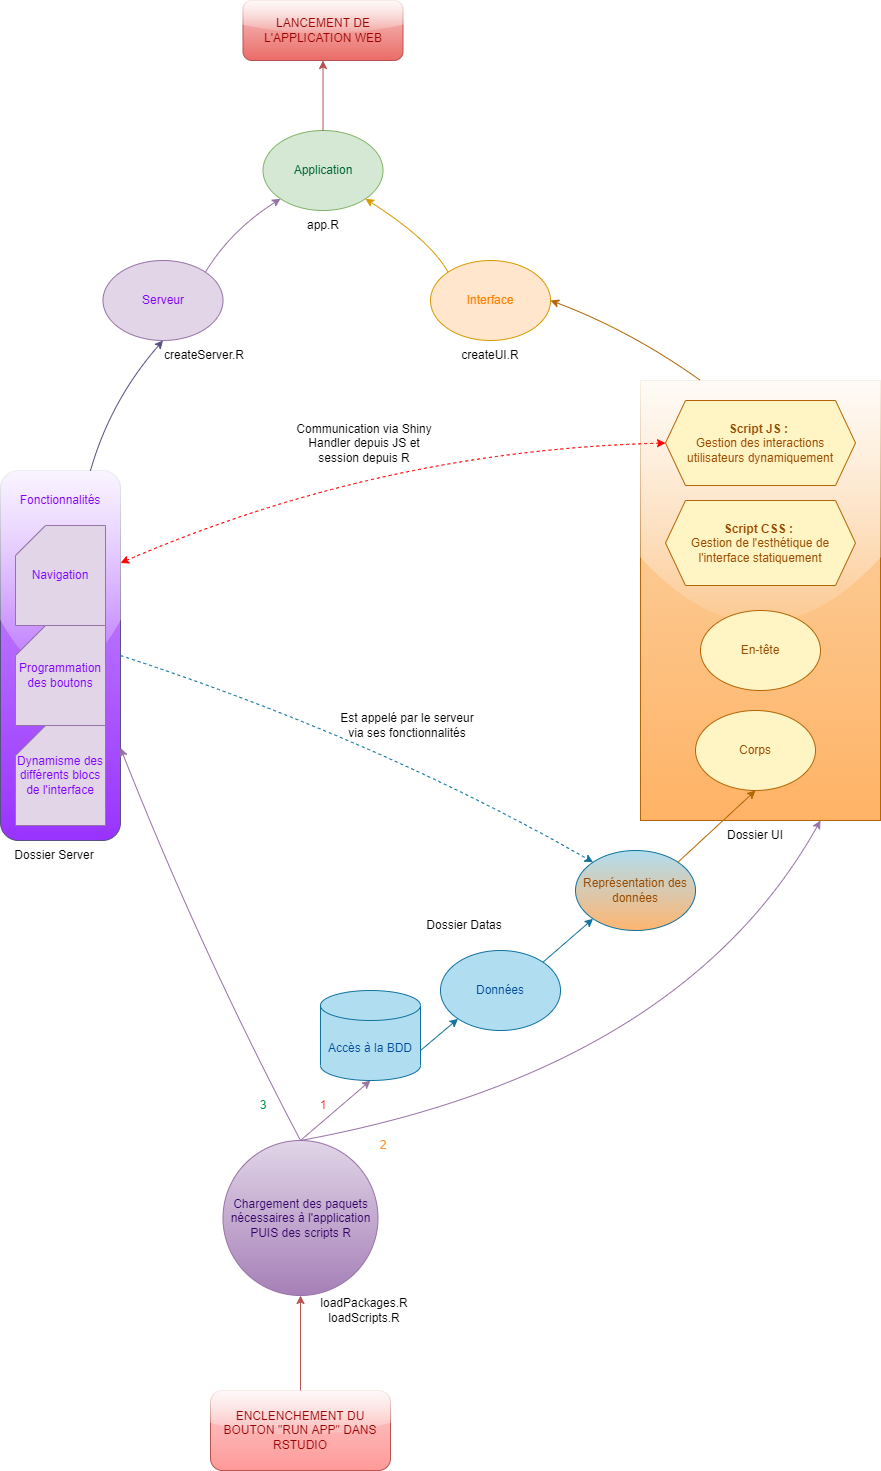 LANCEMENT DE
L'APPLICATION WEB
Application
app.R
Serveur
Interface
createServer.R
createUI.R
Communication via Shiny
Handler depuis JS et
session depuis R
Script JS :
Gestion des interactions
utilisateurs dynamiquement
Fonctionnalités
Script CSS :
Gestion de l'esthétique de
l'interface statiquement
Navigation
En-tête
Programmation
des boutons
Est appelé par le serveur
via ses fonctionnalités
Corps
Dynamisme des
différents blocs
de l'interface
Dossier UI
Dossier Server
Représentation des
données
Dossier Datas
Données
Accès à la BDD
3
1
2
Chargement des paquets
nécessaires à l'application
PUIS des scripts R
loadPackages.R
loadScripts.R
ENCLENCHEMENT DU
BOUTON "RUN APP" DANS
RSTUDIO